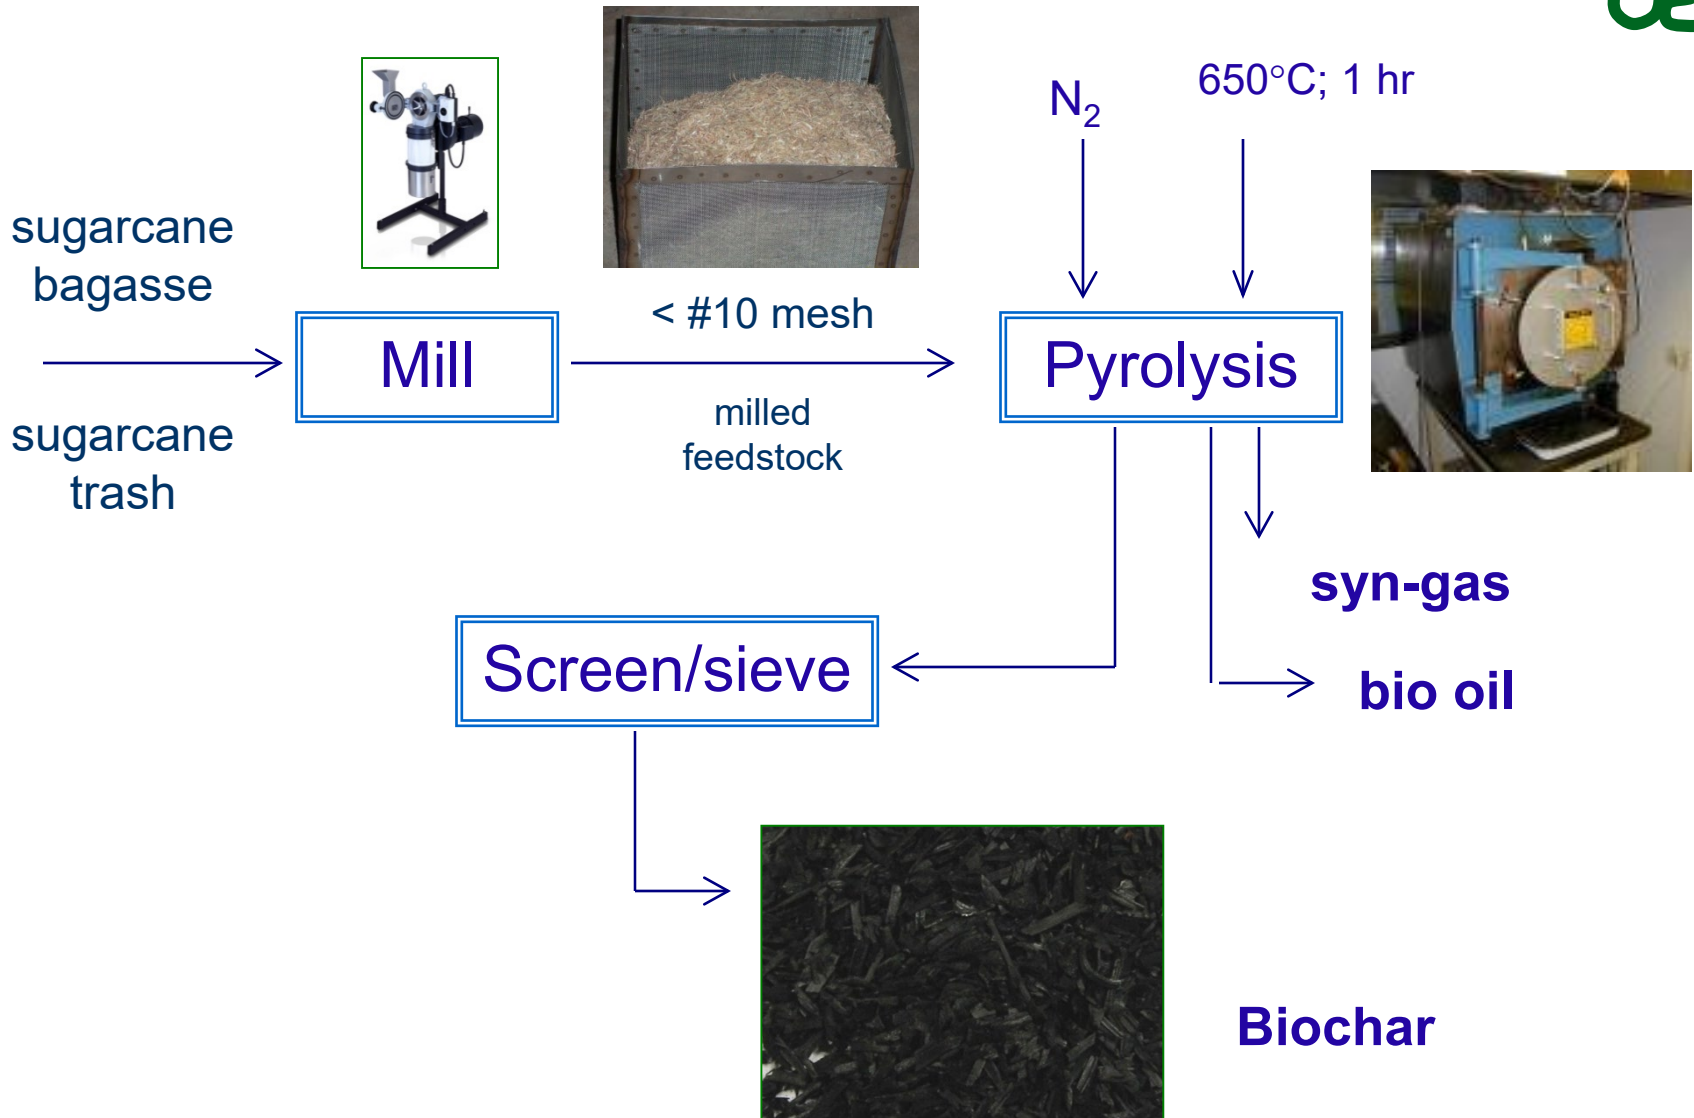 N₂
650°C; 1 hr
sugarcane
bagasse
< #10 mesh
Mill
Pyrolysis
milled
feedstock
sugarcane
trash
syn-gas
Screen/sieve
bio oil
Biochar